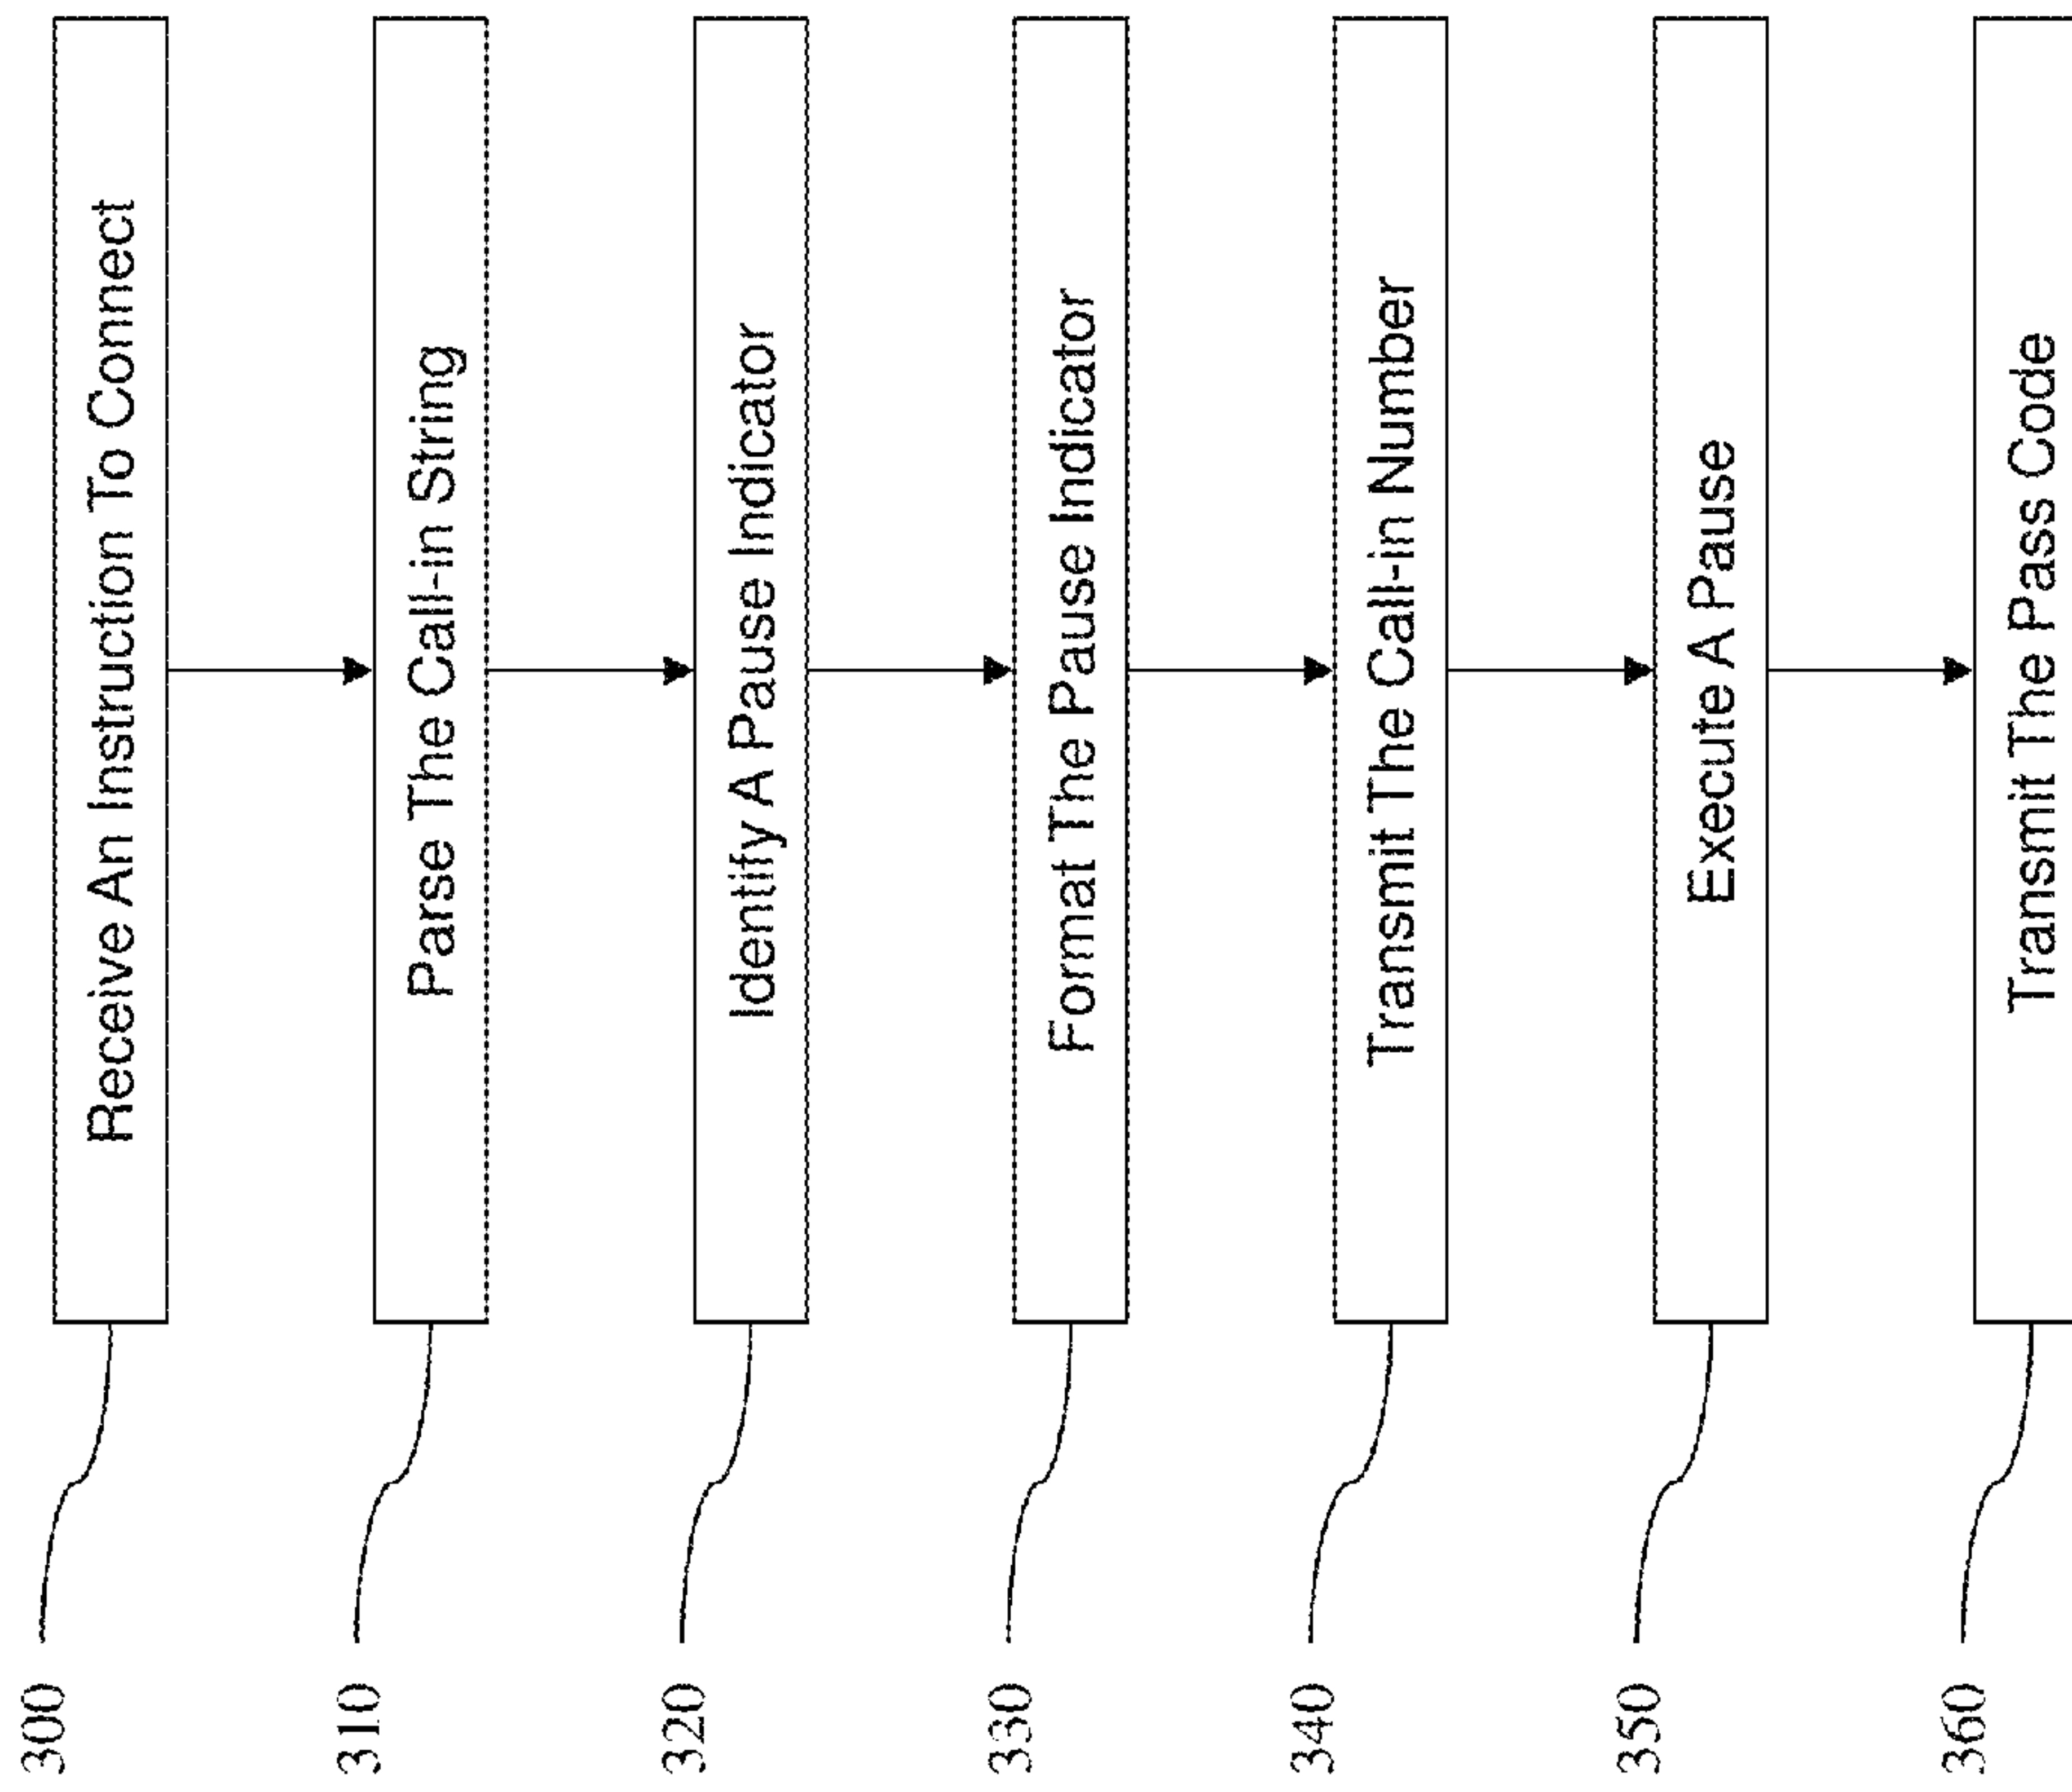 300 Receive An Instruction To Connect
310 Parse The Call-in String
320 Identify A Pause Indicator
330 Format The Pause Indicator
340 Transmit The Call-in Number
350 Execute A Pause
360 Transmit The Pass Code